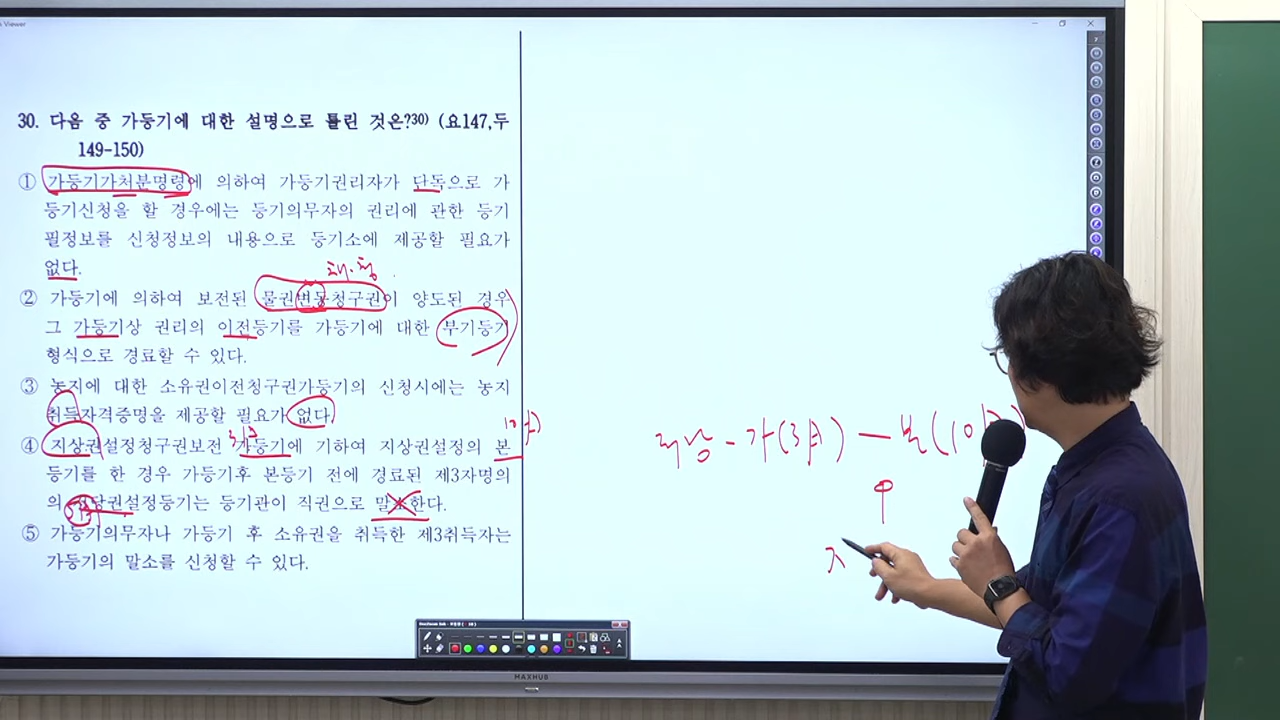 30. 다음 중 가등기에 대한 설명으로 틀린 것은?30) (요147,두
149-150)
① 가등기가처분명령에 의하여 가등기권리자가 단독으로 가
등기신청을 할 경우에는 등기의무자의 권리에 관한 등기
필정보를 신청정보의 내용으로 등기소에 제공할 필요가
없다.
채.청
② 가등기에 의하여 보전된 물권변동청구권이 양도된 경우
그 가등기상 권리의 이전등기를 가등기에 대한 부기등기
형식으로 경료할 수 있다.
③ 농지에 대한 소유권이전청구권가등기의 신청시에는 농지
취득자격증명을 제공할 필요가 없다.
3月
④ 지상권설정청구권보전 가등기에 기하여 지상권설정의 본
등기를 한 경우 가등기후 본등기 전에 경료된 제3자명의
의 저당권설정등기는 등기관이 직권으로 말소한다.
⑤ 가등기의무자나 가등기 후 소유권을 취득한 제3취득자는
가등기의 말소를 신청할 수 있다.
가(3月) — 본(10
MAXHUB